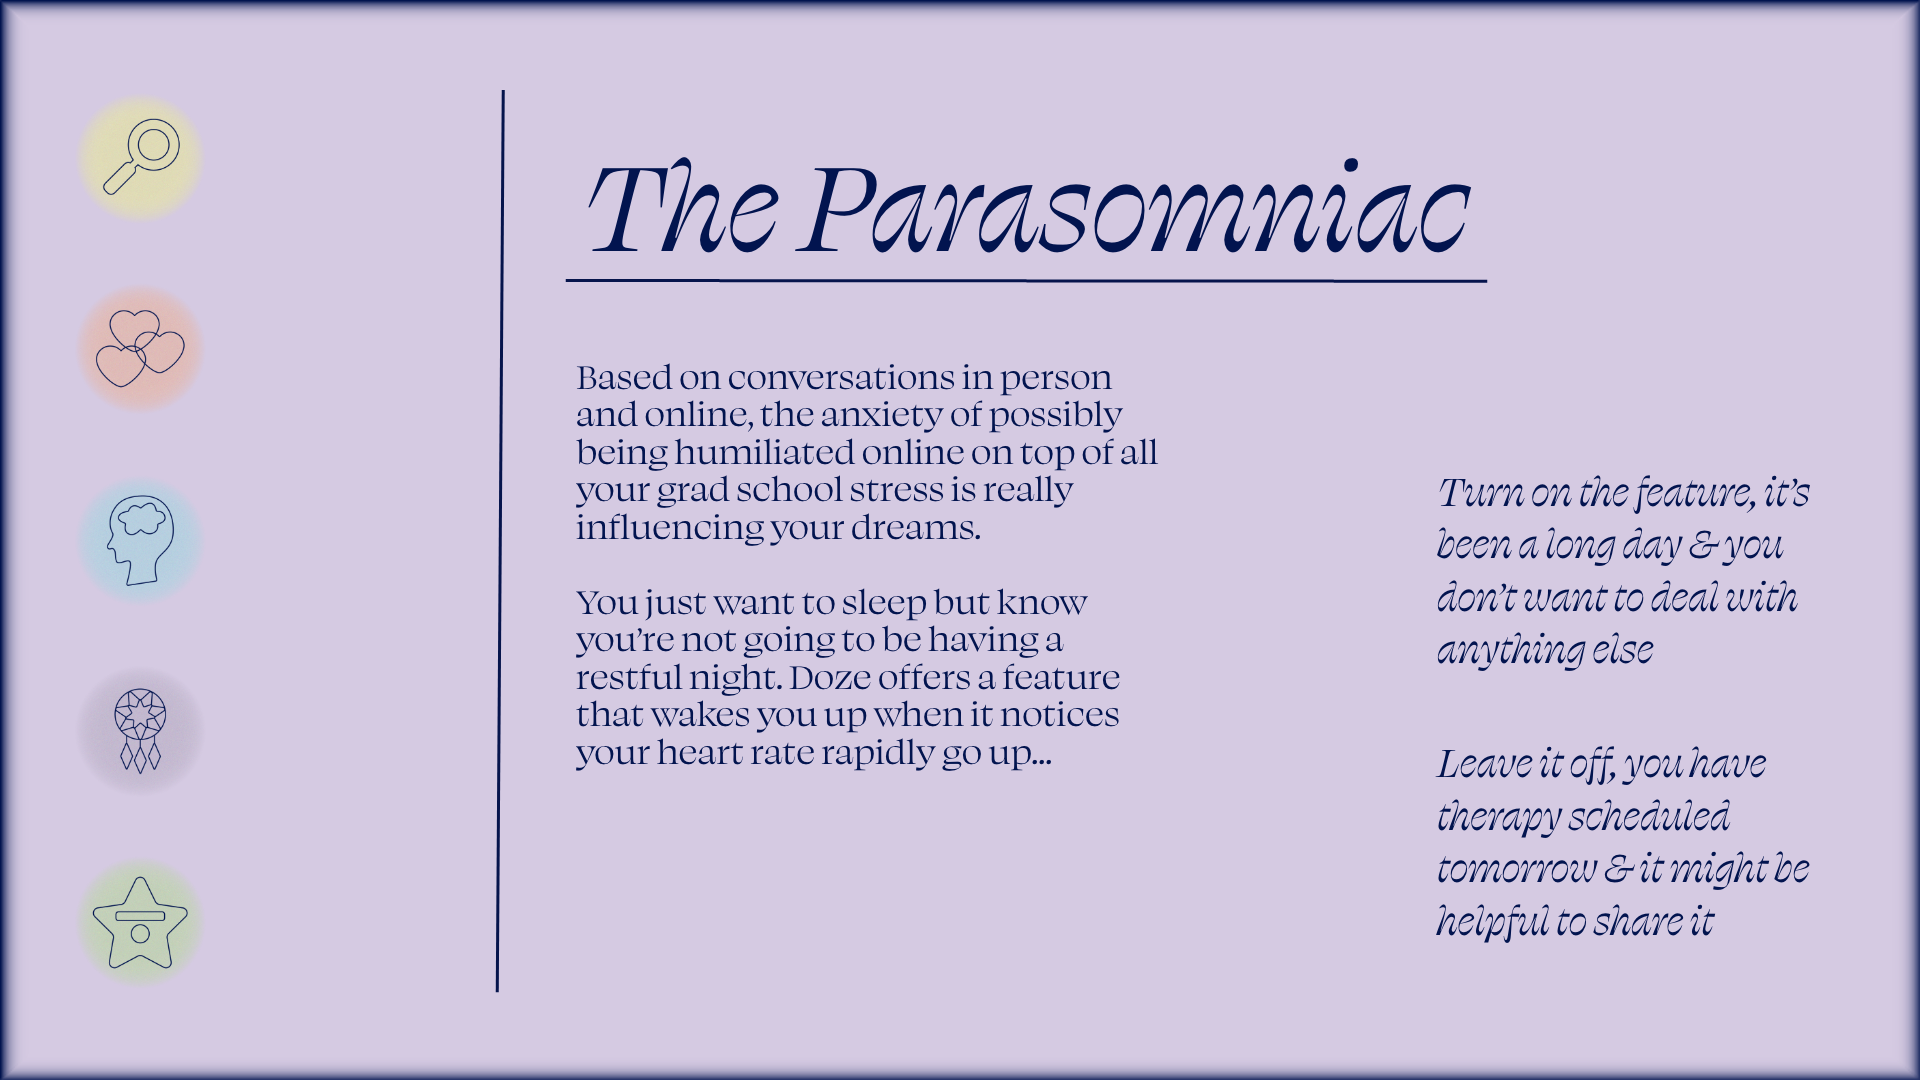 The Parasomniac
Based on conversations in person
and online, the anxiety of possibly
being humiliated online on top of all
your grad school stress is really
influencing your dreams.
You just want to sleep but know
you’re not going to be having a
restful night. Doze offers a feature
that wakes you up when it notices
your heart rate rapidly go up...
Turn on the feature, it’s
been a long day & you
don’t want to deal with
anything else
Leave it off, you have
therapy scheduled
tomorrow & it might be
helpful to share it